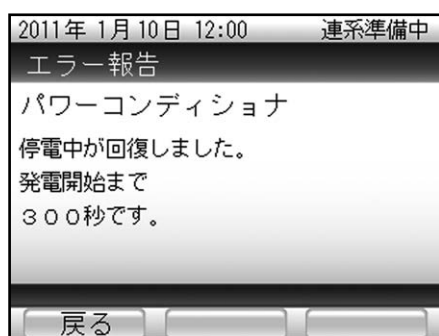 2011年 1月10日 12:00 連系準備中
エラー報告
パワーコンディショナ
停電中が回復しました。
発電開始まで
３００秒です。
戻る